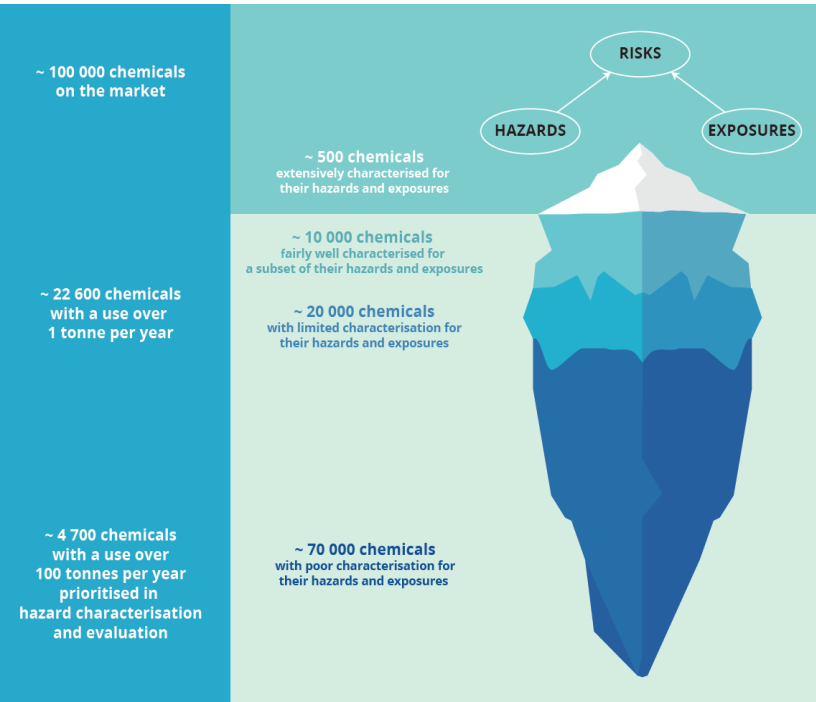 ~ 100 000 chemicals
on the market
~ 22 600 chemicals
with a use over
1 tonne per year
~ 4 700 chemicals
with a use over
100 tonnes per year
prioritised in
hazard characterisation
and evaluation
RISKS
HAZARDS
EXPOSURES
~ 500 chemicals
extensively characterised for
their hazards and exposures
~ 10 000 chemicals
fairly well characterised for
a subset of their hazards and exposures
~ 20 000 chemicals
with limited characterisation for
their hazards and exposures
~ 70 000 chemicals
with poor characterisation for
their hazards and exposures